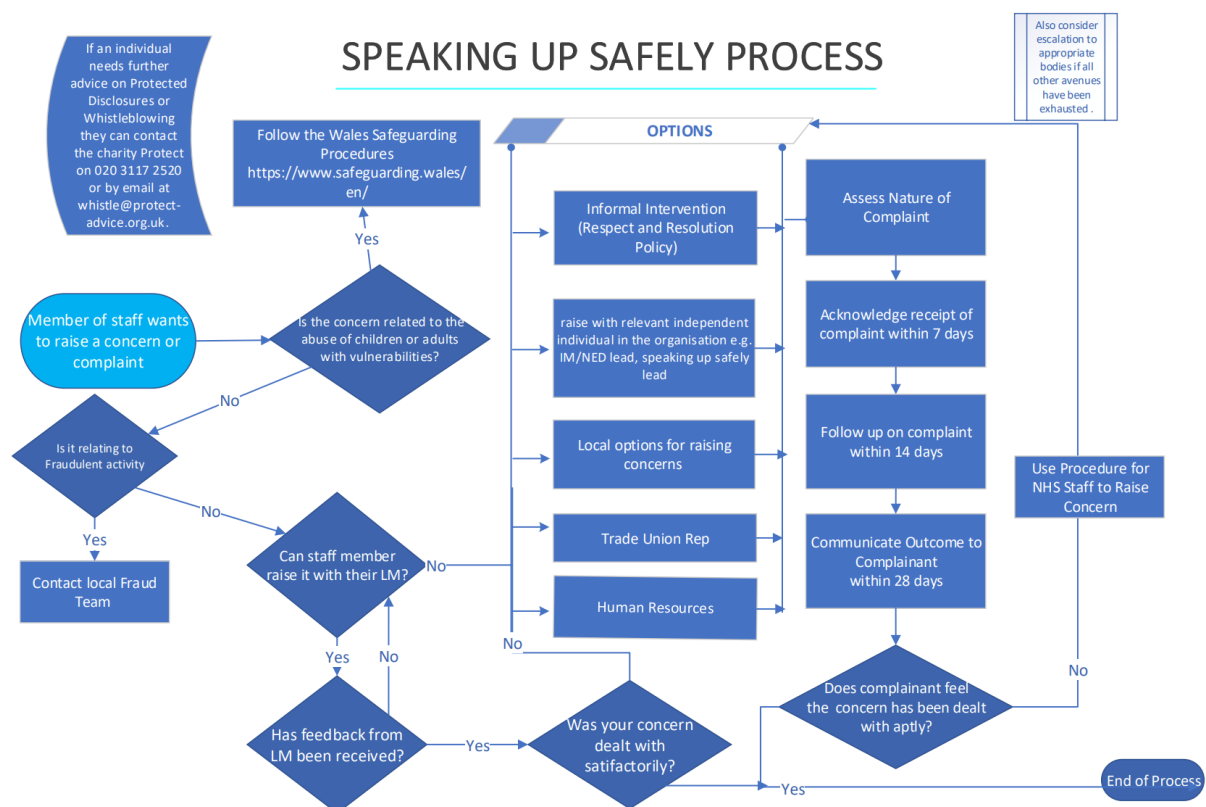 If an individual
needs further
advice on Protected
Disclosures or
Whistleblowing
they can contact
the charity Protect
on 020 3117 2520
or by email at
whistle@protect-
advice.org.uk.
SPEAKING UP SAFELY PROCESS
Also consider
escalation to
appropriate
bodies if all
other avenues
have been
exhausted .
Follow the Wales Safeguarding
Procedures
https://www.safeguarding.wales/
en/
Yes
Member of staff wants
to raise a concern or
complaint
Is the concern related to the
abuse of children or adults
with vulnerabilities?
No
Is it relating to
Fraudulent activity
No
Yes
Contact local Fraud
Team
Can staff member
raise it with their LM?
No
Yes
No
Has feedback from
LM been received?
Yes
Was your concern
dealt with
satifactorily?
No
OPTIONS
Informal Intervention
(Respect and Resolution
Policy)
raise with relevant independent
individual in the organisation e.g.
IM/NED lead, speaking up safely
lead
Local options for raising
concerns
Trade Union Rep
Human Resources
Assess Nature of
Complaint
Acknowledge receipt of
complaint within 7 days
Follow up on complaint
within 14 days
Communicate Outcome to
Complainant
within 28 days
Does complainant feel
the concern has been dealt
with aptly?
No
Use Procedure for
NHS Staff to Raise
Concern
Yes
End of Process